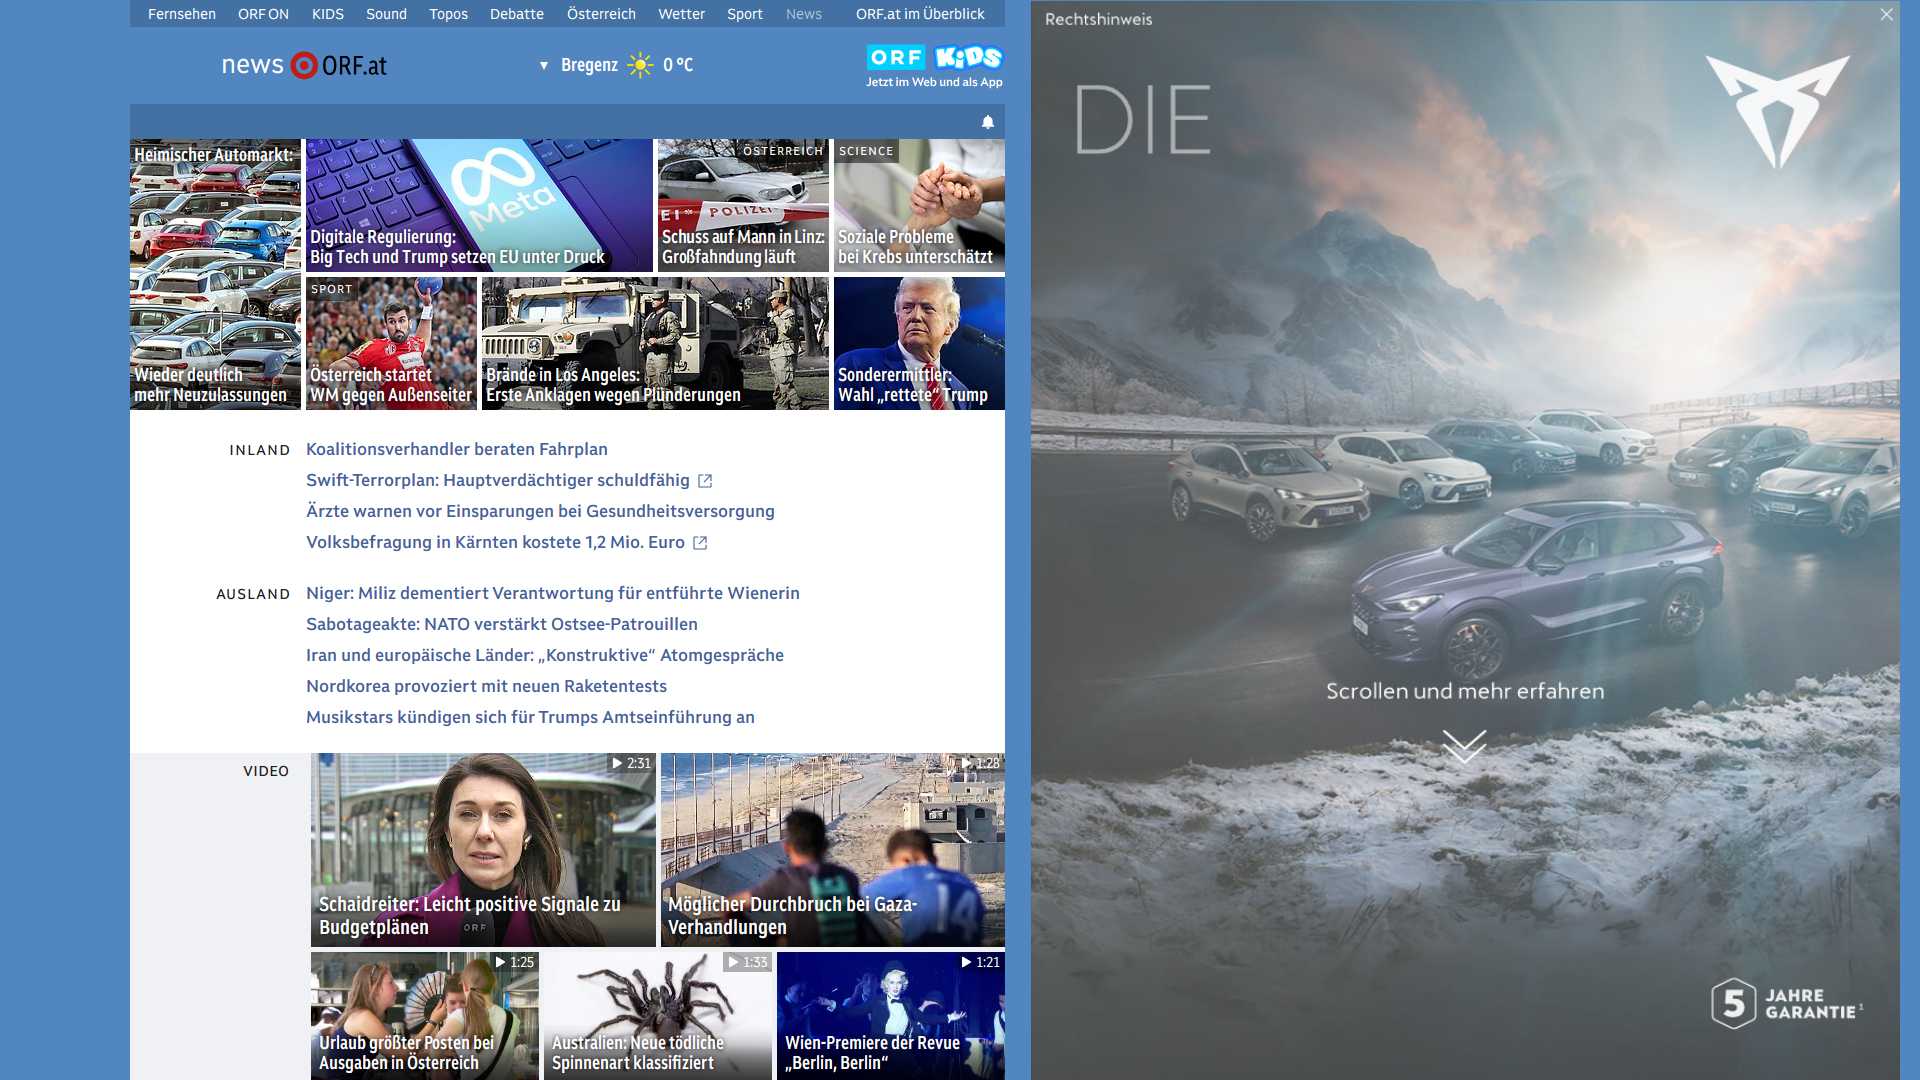 Fernsehen ORF ON KIDS Sound Topos Debatte Österreich Wetter Sport News ORF.at im Überblick
news ORF.at
▼ Bregenz 0 °C
ORF KiDS
Jetzt im Web und als App
Heimischer Automarkt:
Wieder deutlich
mehr Neuzulassungen
Meta
Digitale Regulierung:
Big Tech und Trump setzen EU unter Druck
ÖSTERREICH
EI * POLIZEI
Schuss auf Mann in Linz:
Großfahndung läuft
SCIENCE
Soziale Probleme
bei Krebs unterschätzt
SPORT
Österreich startet
WM gegen Außenseiter
Brände in Los Angeles:
Erste Anklagen wegen Plünderungen
Sonderermittler:
Wahl „rettete“ Trump
INLAND
Koalitionsverhandler beraten Fahrplan
Swift-Terrorplan: Hauptverdächtiger schuldfähig
Ärzte warnen vor Einsparungen bei Gesundheitsversorgung
Volksbefragung in Kärnten kostete 1,2 Mio. Euro
AUSLAND
Niger: Miliz dementiert Verantwortung für entführte Wienerin
Sabotageakte: NATO verstärkt Ostsee-Patrouillen
Iran und europäische Länder: „Konstruktive“ Atomgespräche
Nordkorea provoziert mit neuen Raketentests
Musikstars kündigen sich für Trumps Amtseinführung an
VIDEO
2:31
ORF
Schaidreiter: Leicht positive Signale zu
Budgetplänen
1:28
14
Möglicher Durchbruch bei Gaza-
Verhandlungen
1:25
Urlaub größter Posten bei
Ausgaben in Österreich
1:33
Australien: Neue tödliche
Spinnenart klassifiziert
1:21
Wien-Premiere der Revue
„Berlin, Berlin“
Rechtshinweis
DIE
Scrollen und mehr erfahren
5 JAHRE
GARANTIE¹